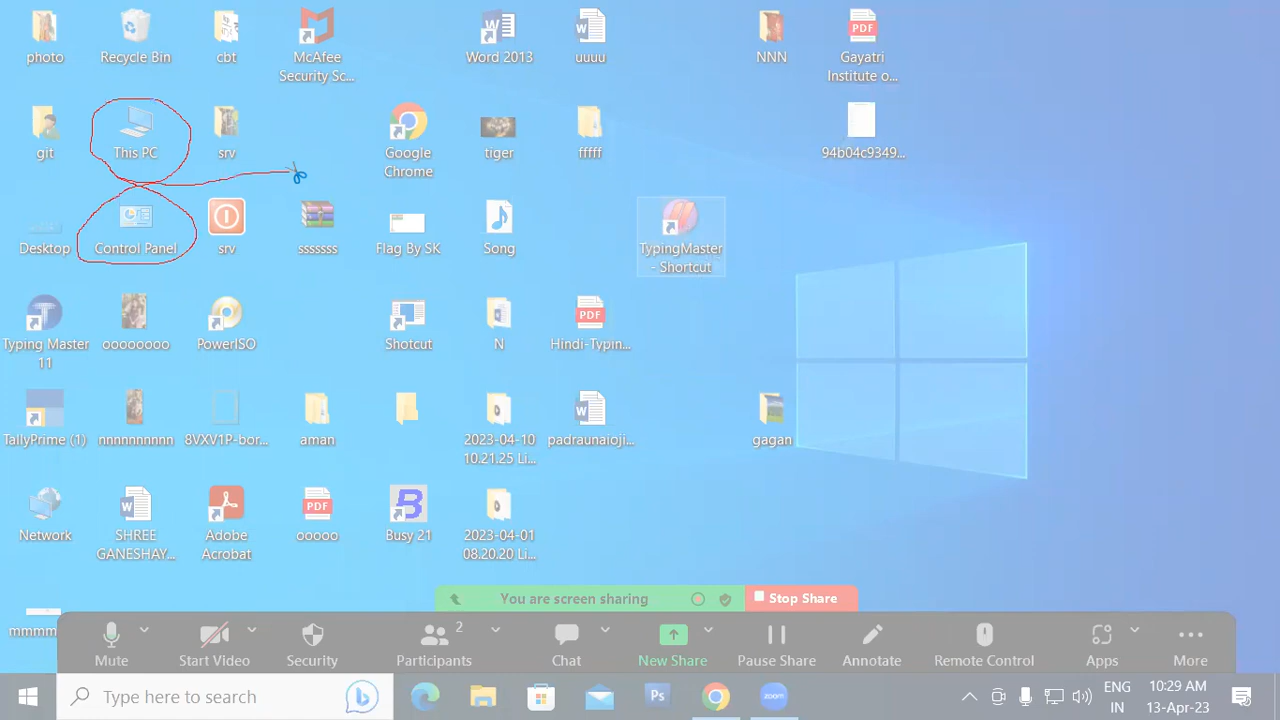 photo
Recycle Bin
cbt
McAfee
Security Sc...
Word 2013
uuuu
NNN
Gayatri
Institute o...
git
This PC
srv
Google
Chrome
tiger
fffff
94b04c9349...
Desktop
Control Panel
srv
sssssss
Flag By SK
Song
TypingMaster
- Shortcut
Typing Master
11
oooooooo
PowerISO
Shotcut
N
Hindi-Typin...
TallyPrime (1)
nnnnnnnnnn
8VXV1P-bor...
aman
2023-04-10
10.21.25 Li...
padraunaioji...
gagan
Network
SHREE
GANESHAY...
Adobe
Acrobat
ooooo
Busy 21
2023-04-01
08.20.20 Li...
You are screen sharing
Stop Share
mmmm
Mute
Start Video
Security
Participants
2
Chat
New Share
Pause Share
Annotate
Remote Control
Apps
More
Type here to search
ENG
IN
10:29 AM
13-Apr-23